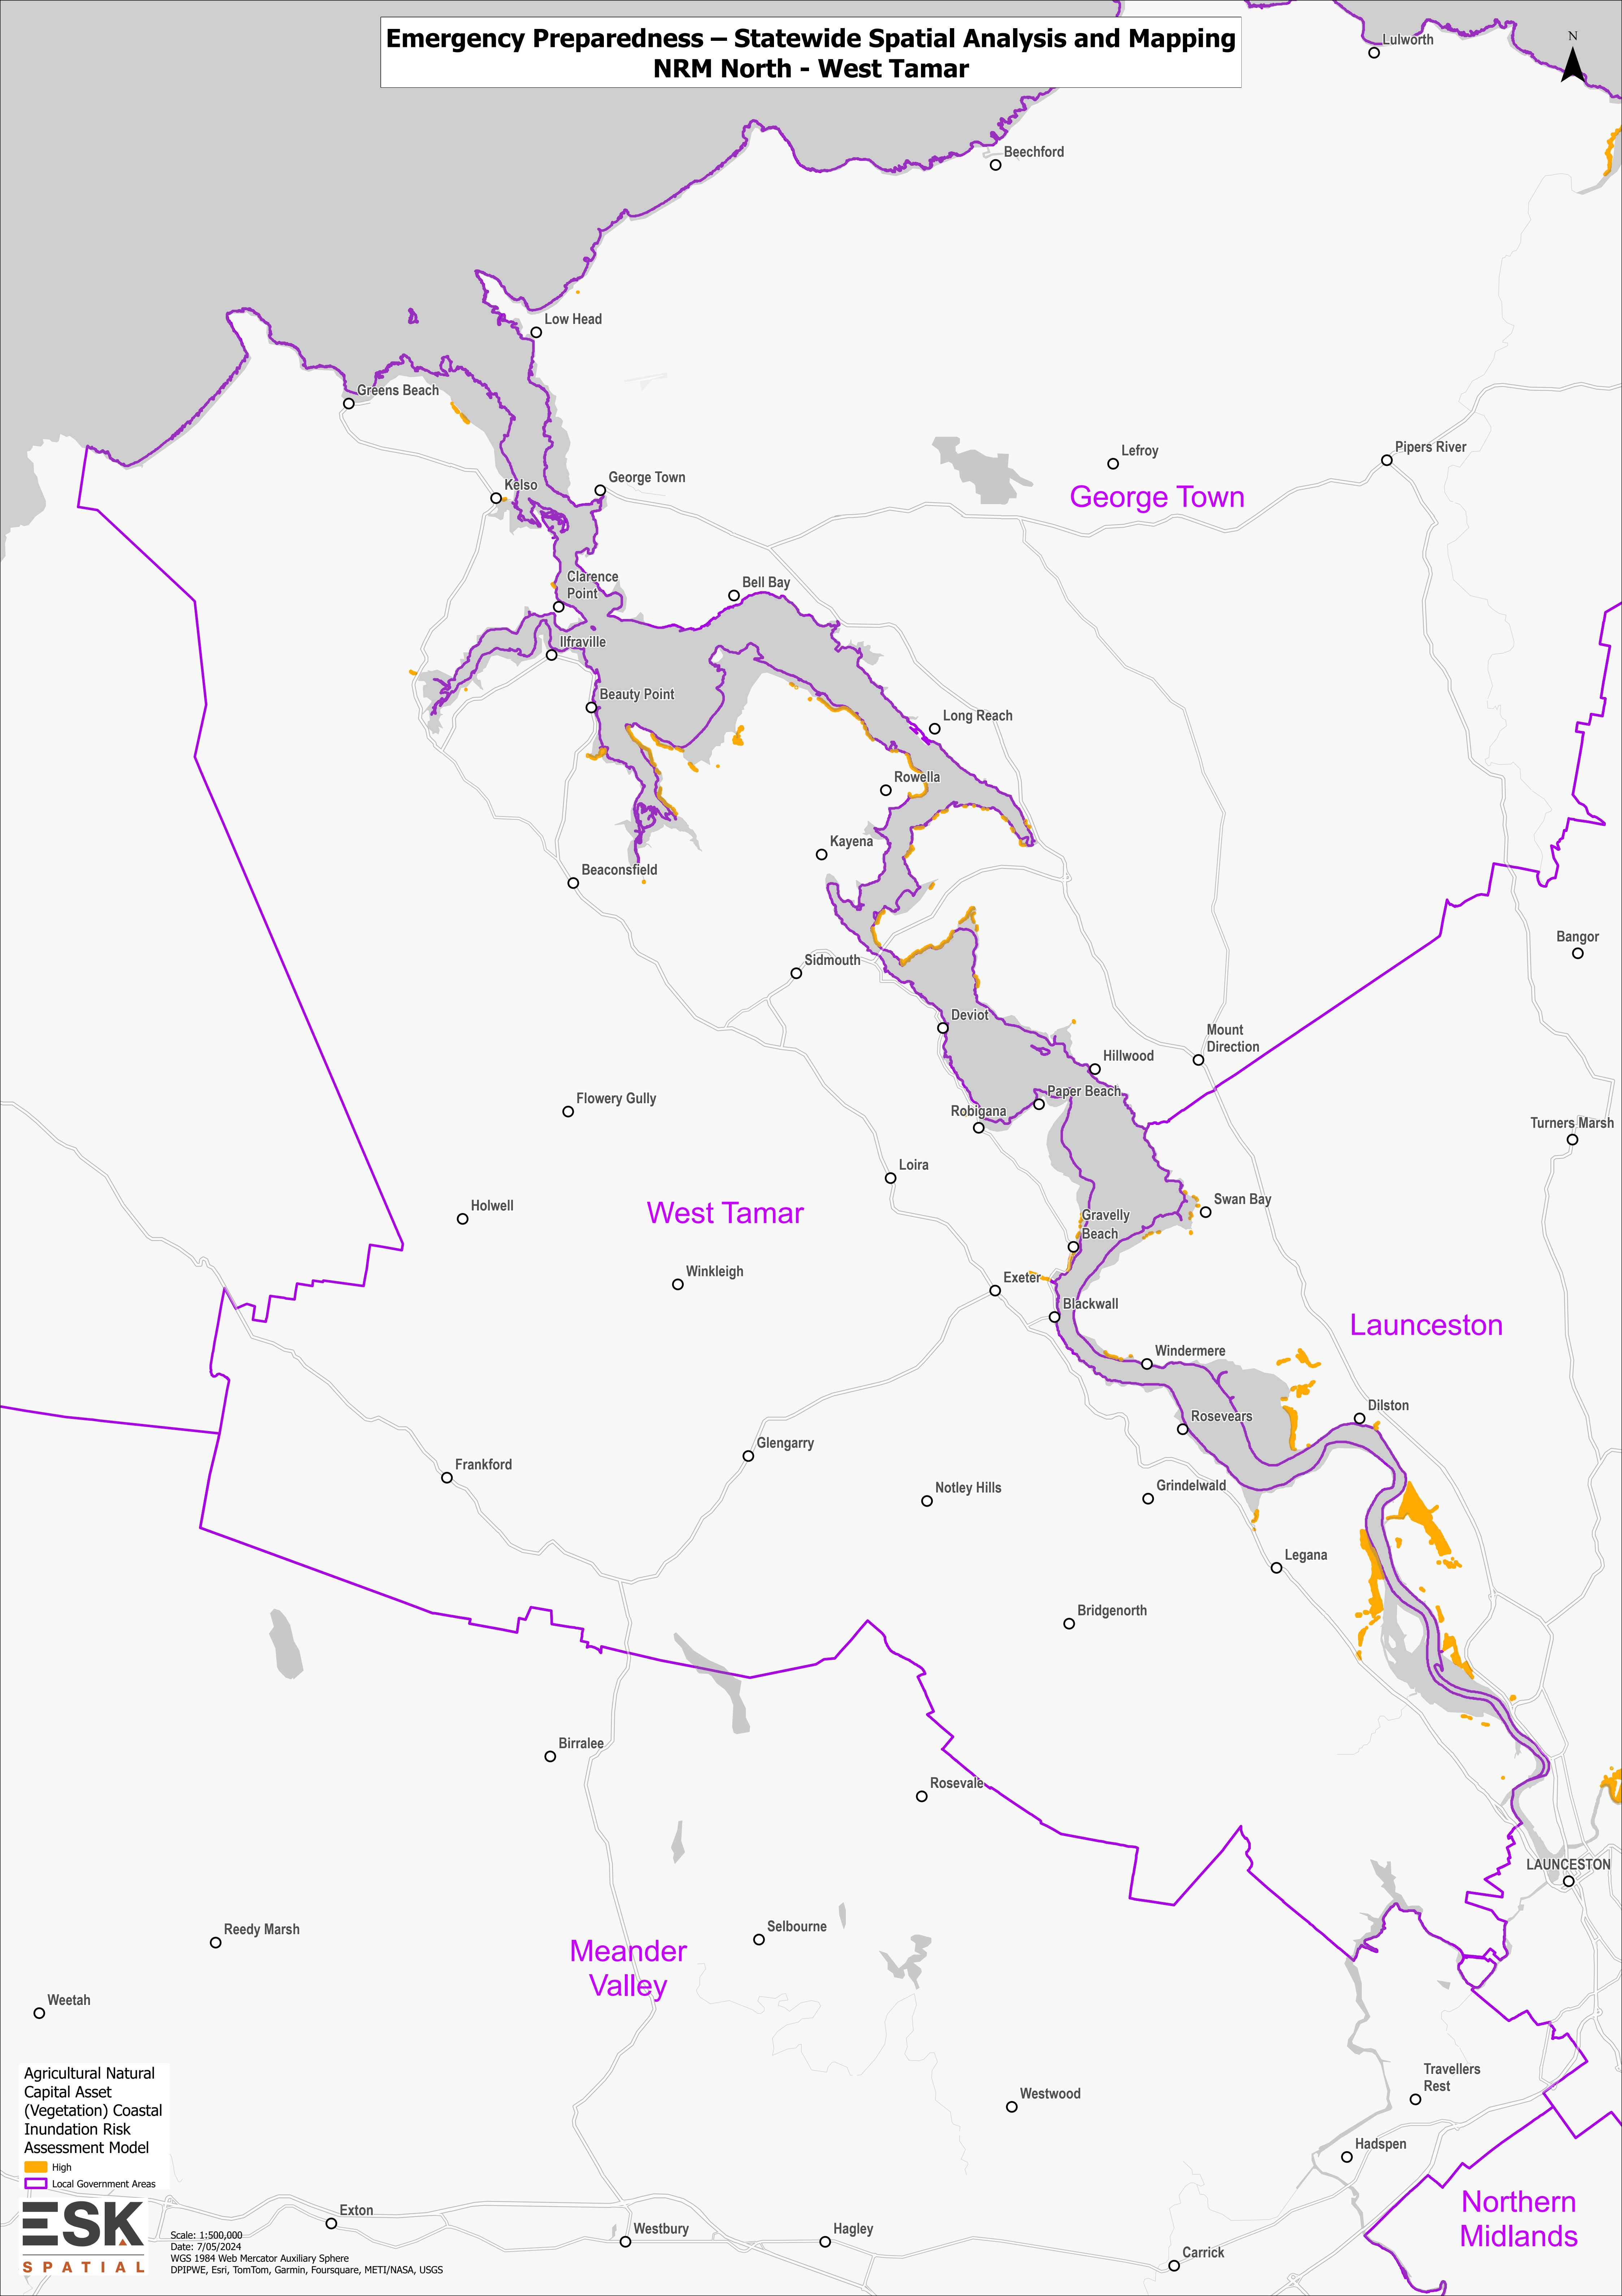 Emergency Preparedness – Statewide Spatial Analysis and Mapping
NRM North - West Tamar
N
Lulworth
Beechford
Low Head
Greens Beach
Lefroy
Pipers River
George Town
Kelso
George Town
Clarence
Point
Bell Bay
Ilfraville
Beauty Point
Long Reach
Rowella
Kayena
Beaconsfield
Bangor
Sidmouth
Deviot
Mount
Direction
Hillwood
Paper Beach
Flowery Gully
Robigana
Turners Marsh
Loira
Holwell
West Tamar
Swan Bay
Gravelly
Beach
Winkleigh
Exeter
Blackwall
Launceston
Windermere
Dilston
Rosevears
Glengarry
Frankford
Notley Hills
Grindelwald
Legana
Bridgenorth
Birralee
Rosevale
LAUNCESTON
Reedy Marsh
Selbourne
Meander
Valley
Weetah
Travellers
Rest
Westwood
Hadspen
Northern
Midlands
Exton
Westbury
Hagley
Carrick
Agricultural Natural
Capital Asset
(Vegetation) Coastal
Inundation Risk
Assessment Model
High
Local Government Areas
ESK
SPATIAL
Scale: 1:500,000
Date: 7/05/2024
WGS 1984 Web Mercator Auxiliary Sphere
DPIPWE, Esri, TomTom, Garmin, Foursquare, METI/NASA, USGS